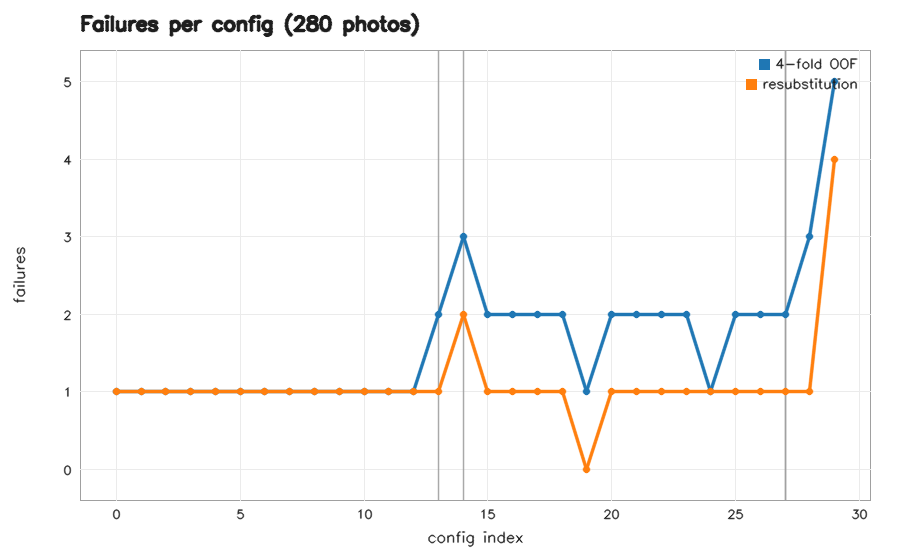 Failures per config (280 photos)
4-fold OOF
resubstitution
5
4
3
2
1
0
failures
0 5 10 15 20 25 30
config index